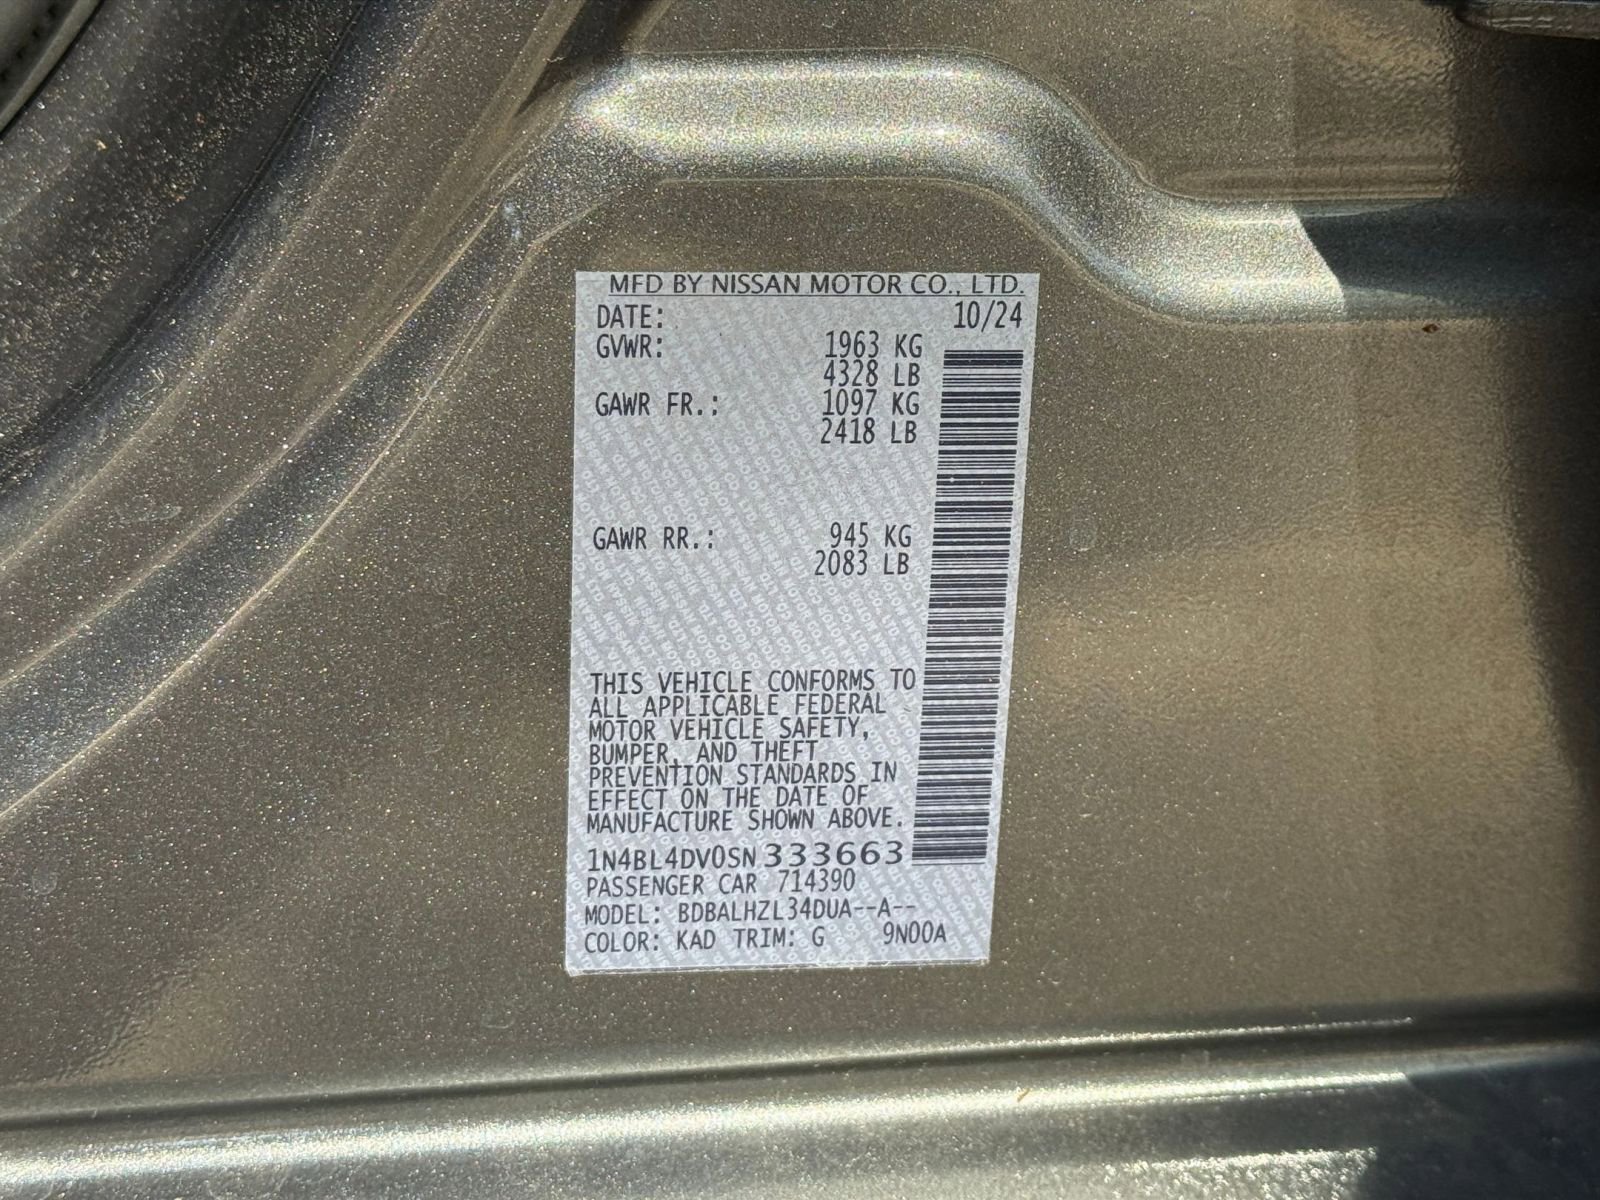 MFD BY NISSAN MOTOR CO., LTD.
DATE: 10/24
GVWR: 1963 KG
4328 LB
GAWR FR.: 1097 KG
2418 LB
GAWR RR.: 945 KG
2083 LB
THIS VEHICLE CONFORMS TO
ALL APPLICABLE FEDERAL
MOTOR VEHICLE SAFETY,
BUMPER, AND THEFT
PREVENTION STANDARDS IN
EFFECT ON THE DATE OF
MANUFACTURE SHOWN ABOVE.
1N4BL4DV0SN333663
PASSENGER CAR 714390
MODEL: BDBALHZL34DUA--A--
COLOR: KAD TRIM: G 9N00A